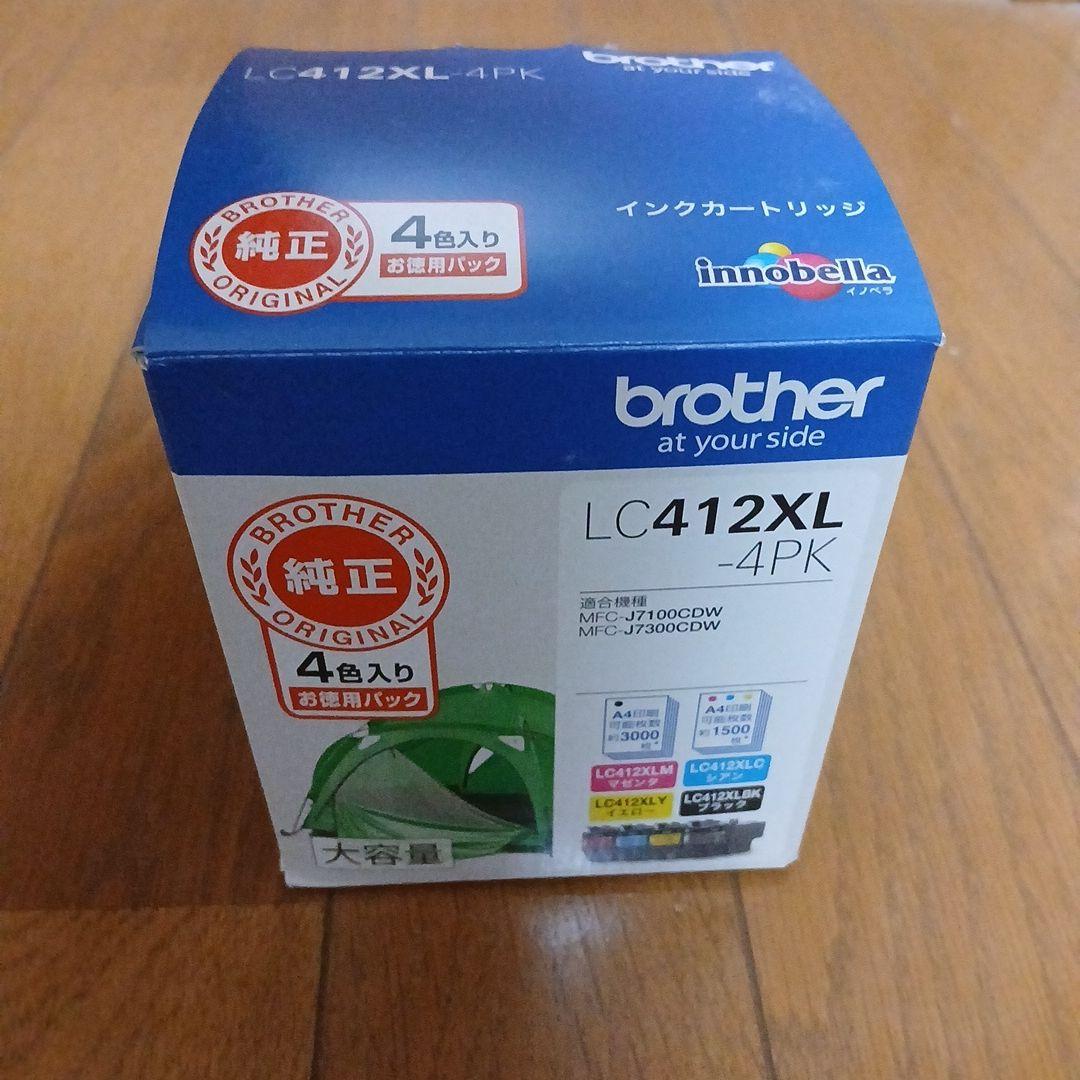 LC412XL-4PK
brother
at your side
BROTHER
純正
ORIGINAL
4色入り
お徳用パック
インクカートリッジ
innobella
イノベラ
brother
at your side
BROTHER
純正
ORIGINAL
4色入り
お徳用パック
LC412XL
-4PK
適合機種
MFC-J7100CDW
MFC-J7300CDW
A4印刷
可能枚数
約3000
枚*
A4印刷
可能枚数
約1500
枚*
LC412XLM
マゼンタ
LC412XLC
シアン
LC412XLY
イエロー
LC412XLBK
ブラック
大容量